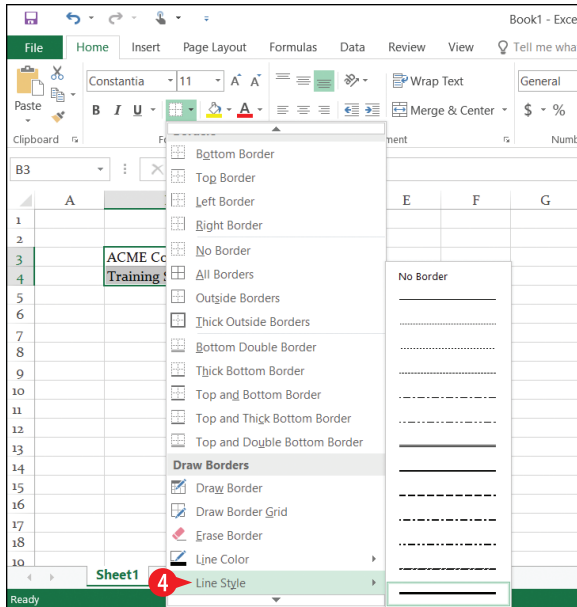 Book1 - Exce
File Home Insert Page Layout Formulas Data Review View Tell me wha
Constantia 11 A A Wrap Text General
Paste B I U A Merge & Center $ %
Clipboard F ment Numb
B3
A E F G
1
2
3 ACME Co
4 Training S
5
6
7
8
9
10
11
12
13
14
15
16
17
18
19
Borders
Bottom Border
Top Border
Left Border
Right Border
No Border
All Borders
Outside Borders
Thick Outside Borders
Bottom Double Border
Thick Bottom Border
Top and Bottom Border
Top and Thick Bottom Border
Top and Double Bottom Border
Draw Borders
Draw Border
Draw Border Grid
Erase Border
Line Color
4 Line Style
No Border
Sheet1
Ready